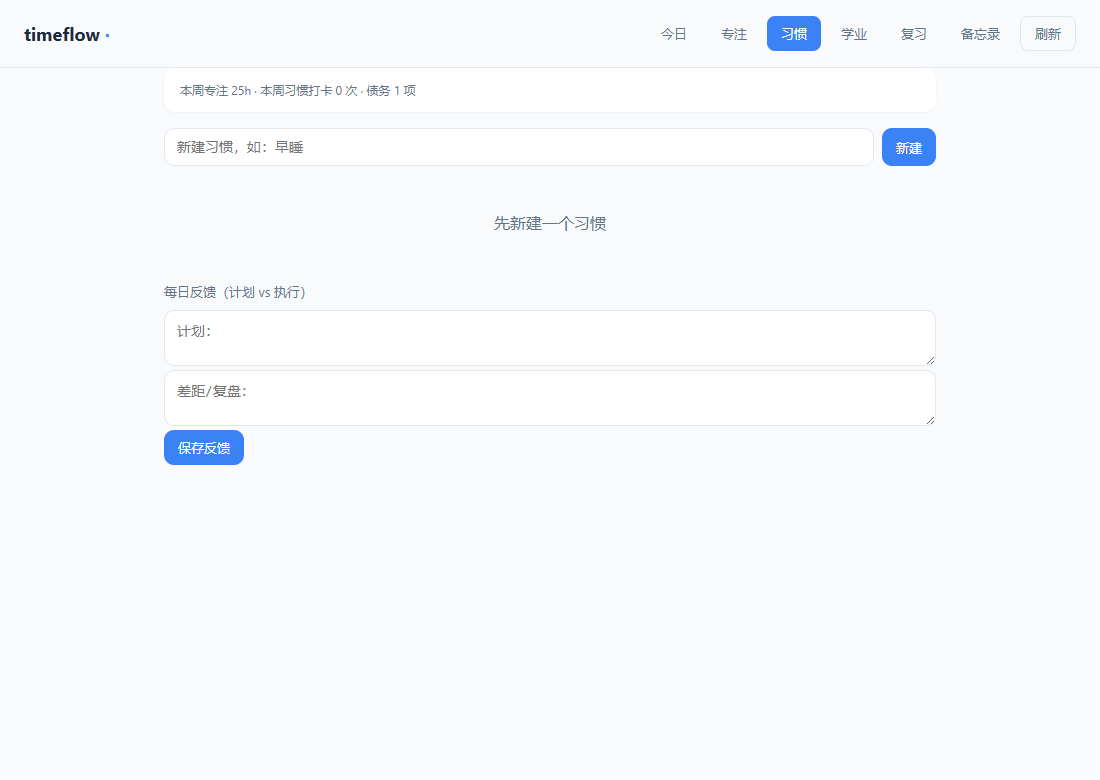 timeflow ·
今日 专注 习惯 学业 复习 备忘录 刷新
本周专注 25h · 本周习惯打卡 0 次 · 债务 1 项
新建习惯，如：早睡 新建
先新建一个习惯
每日反馈（计划 vs 执行）
计划：
差距/复盘：
保存反馈